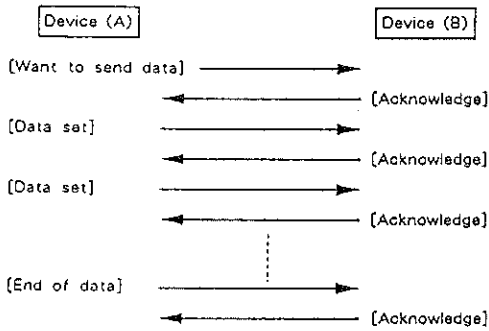 Device (A) Device (B)
[Want to send data]
[Acknowledge]
[Data set]
[Acknowledge]
[Data set]
[Acknowledge]
[End of data]
[Acknowledge]